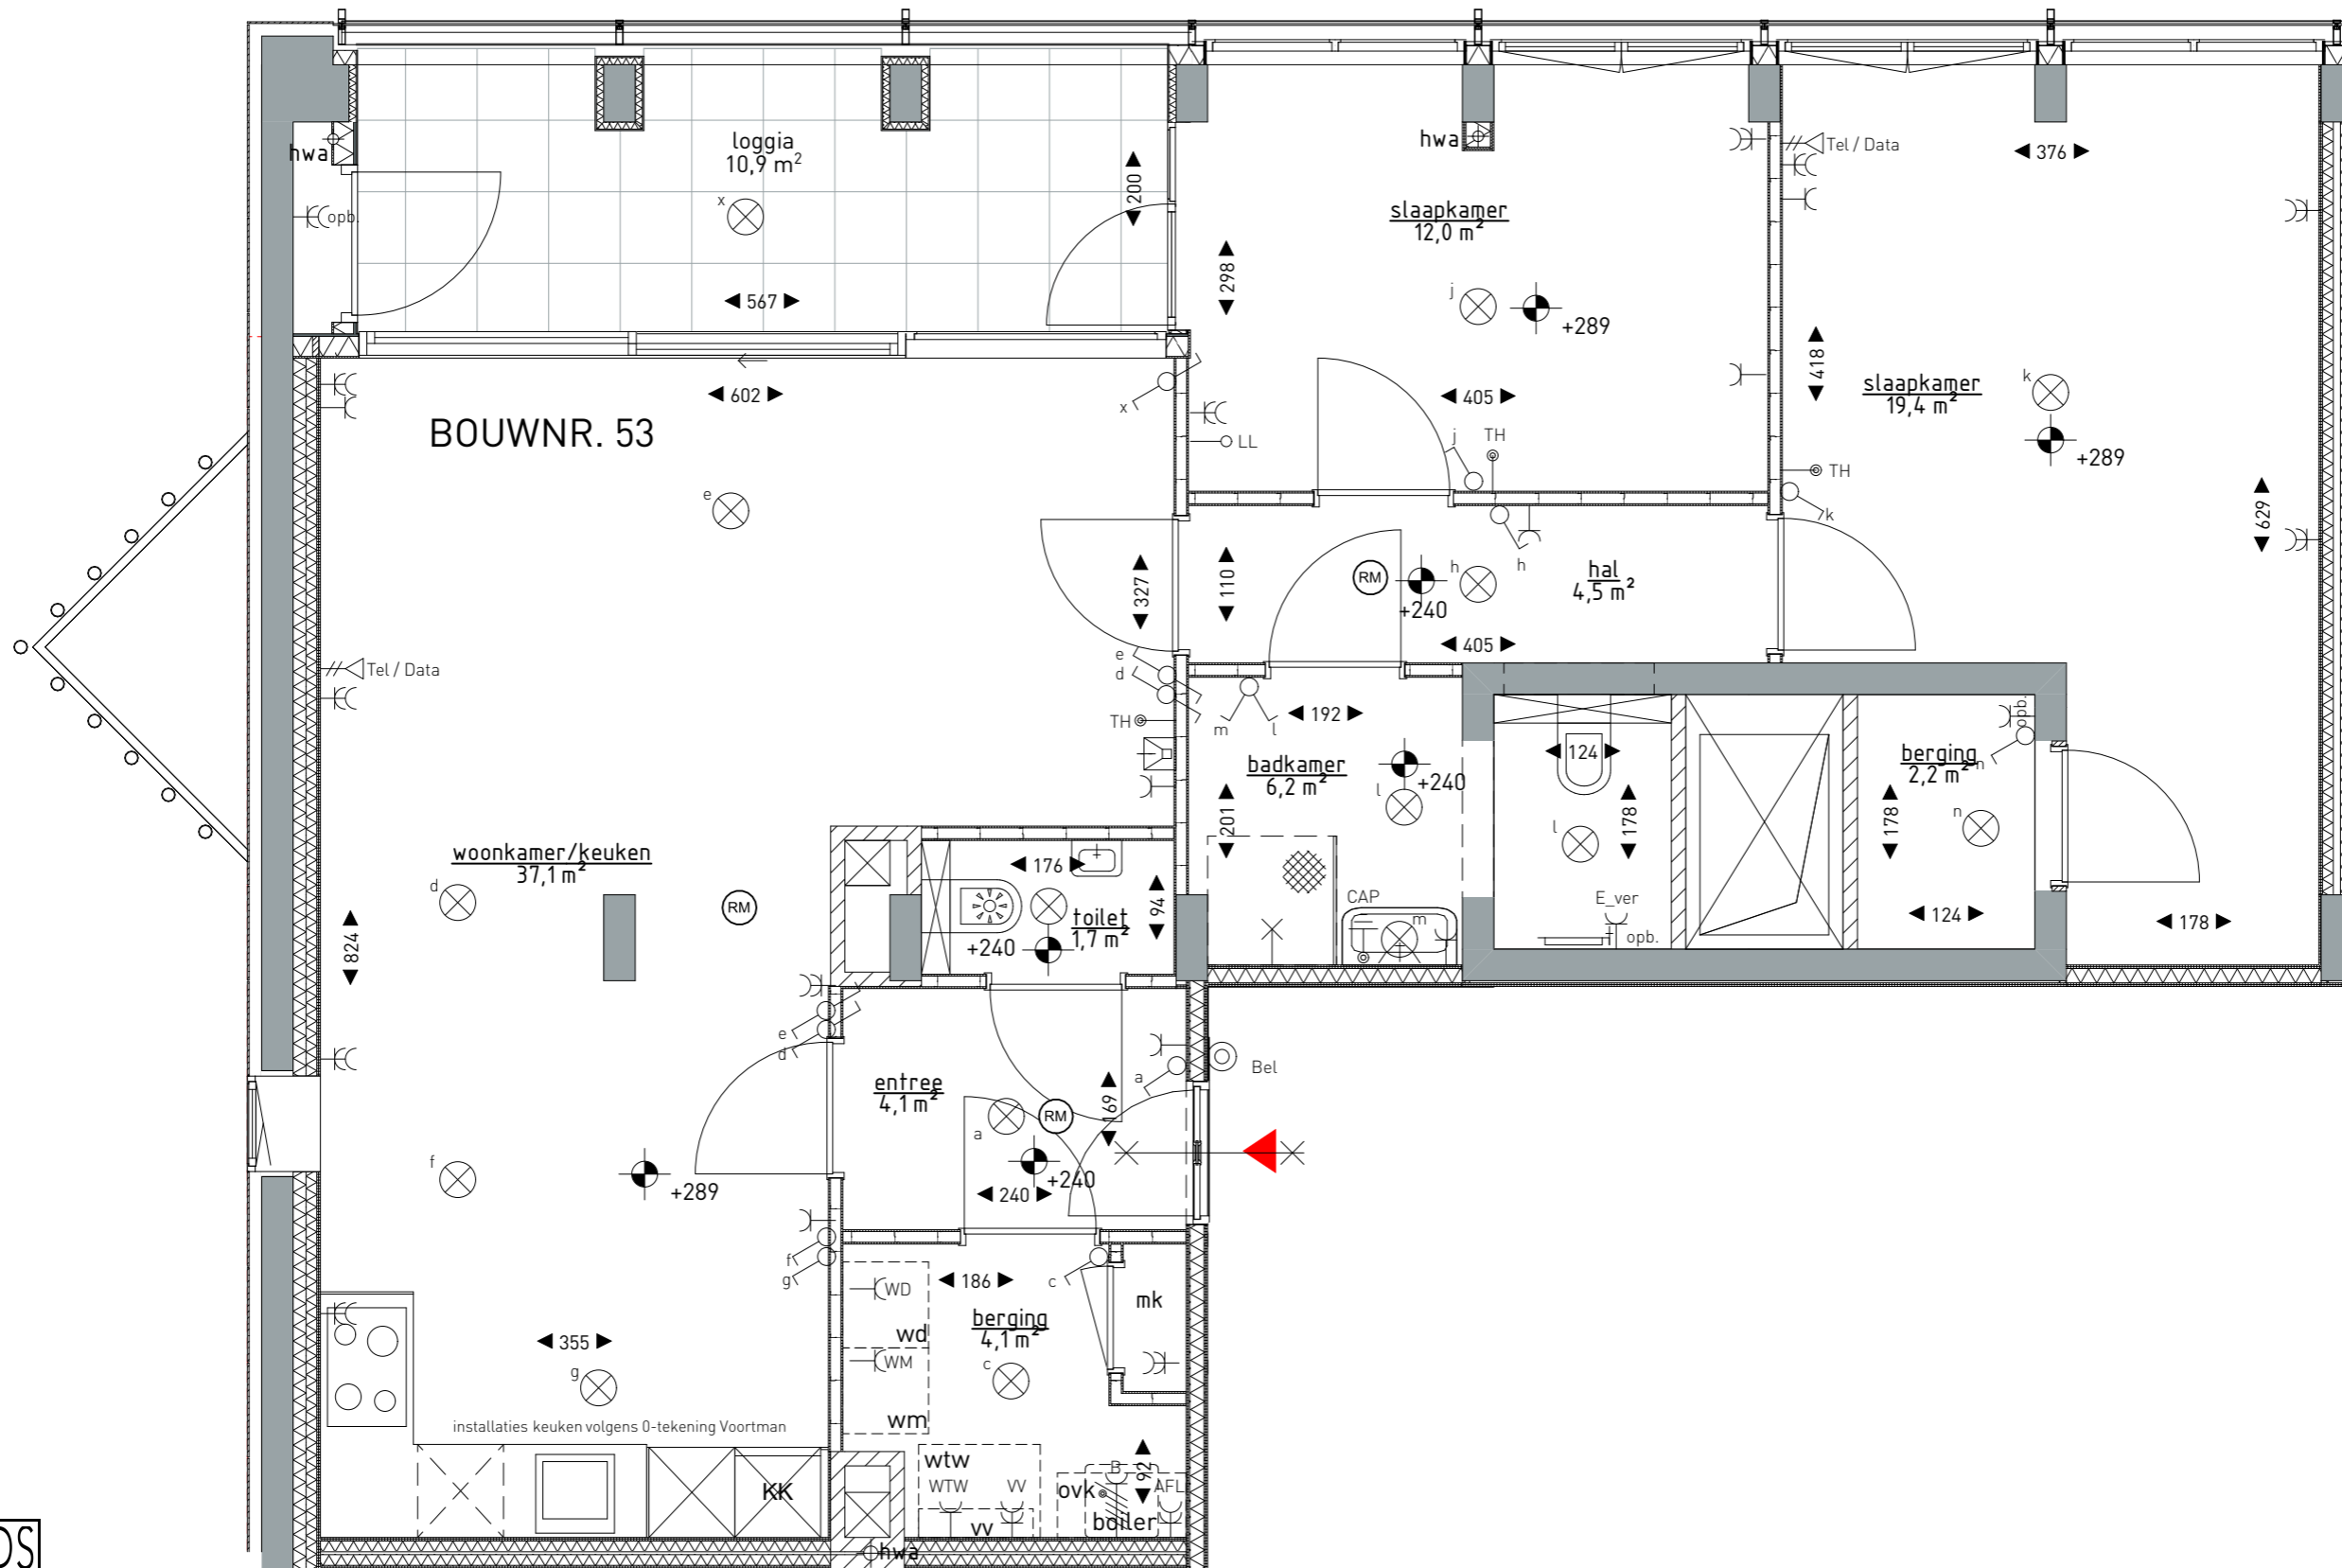 loggia
10,9 m²
hwa
opb.
x
200
567
hwa
slaapkamer
12,0 m²
298
j
+289
405
j
TH
Tel / Data
376
418
slaapkamer
19,4 m²
k
+289
TH
k
629
602
x
LL
BOUWNR. 53
e
327
110
RM
+240
h
h
hal
4,5 m²
405
Tel / Data
e
d
TH
m
l
192
badkamer
6,2 m²
+240
l
201
CAP
m
124
178
l
E_ver
opb.
opb.
berging
2,2 m²
n
178
n
124
178
woonkamer/keuken
37,1 m²
d
RM
824
176
toilet
1,7 m²
+240
94
e
d
entree
4,1 m²
a
RM
169
a
Bel
+240
240
f
+289
f
g
186
c
WD
wd
WM
wm
berging
4,1 m²
c
mk
355
g
installaties keuken volgens 0-tekening Voortman
KK
wtw
WTW
VV
vv
ovk
B
92
AFL
boiler
hwa
DS